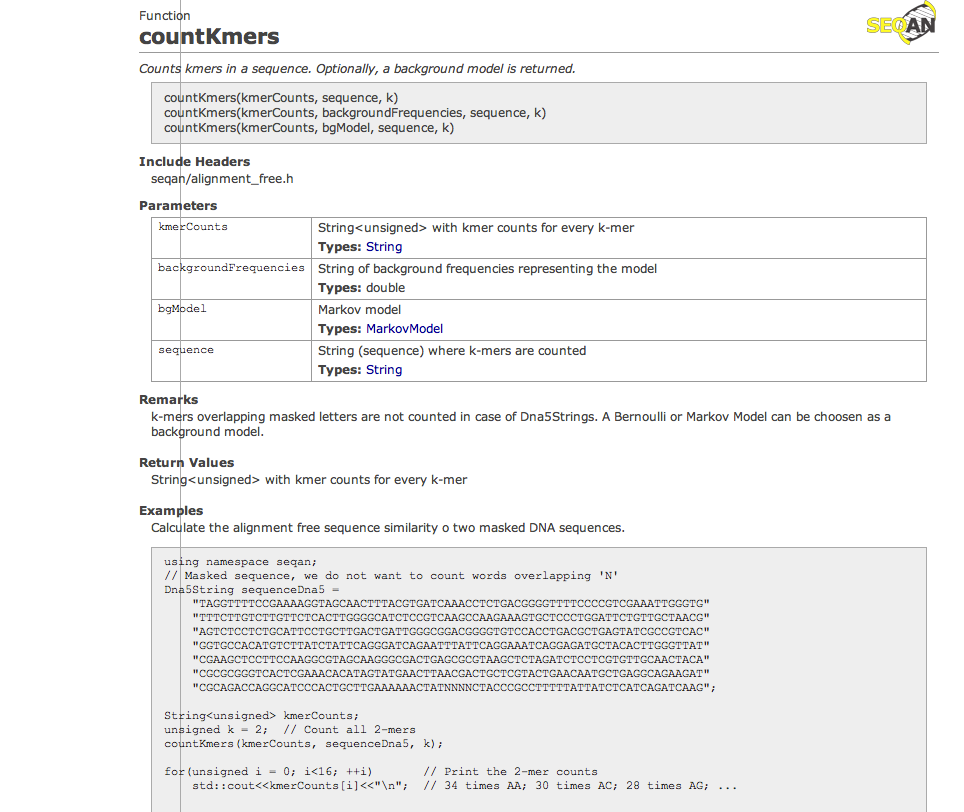 Function
SEQAN
countKmers
Counts kmers in a sequence. Optionally, a background model is returned.
countKmers(kmerCounts, sequence, k)
countKmers(kmerCounts, backgroundFrequencies, sequence, k)
countKmers(kmerCounts, bgModel, sequence, k)
Include Headers
seqan/alignment_free.h
Parameters
kmerCounts
String<unsigned> with kmer counts for every k-mer
Types: String
backgroundFrequencies
String of background frequencies representing the model
Types: double
bgModel
Markov model
Types: MarkovModel
sequence
String (sequence) where k-mers are counted
Types: String
Remarks
k-mers overlapping masked letters are not counted in case of Dna5Strings. A Bernoulli or Markov Model can be choosen as a
background model.
Return Values
String<unsigned> with kmer counts for every k-mer
Examples
Calculate the alignment free sequence similarity o two masked DNA sequences.
using namespace seqan;
// Masked sequence, we do not want to count words overlapping 'N'
Dna5String sequenceDna5 =
"TAGGTTTTCCGAAAAGGTAGCAACTTTACGTGATCAAACCTCTGACGGGGTTTTCCCCGTCGAAATTGGGTG"
"TTTCTTGTCTTGTTCTCACTTGGGGCATCTCCGTCAAGCCAAGAAAGTGCTCCCTGGATTCTGTTGCTAACG"
"AGTCTCCTCTGCATTCCTGCTTGACTGATTGGGCGGACGGGGTGTCCACCTGACGCTGAGTATCGCCGTCAC"
"GGTGCCACATGTCTTATCTATTCAGGGATCAGAATTTATTCAGGAAATCAGGAGATGCTACACTTGGGTTAT"
"CGAAGCTCCTTCCAAGGCGTAGCAAGGGCGACTGAGCGCGTAAGCTCTAGATCTCCTCGTGTTGCAACTACA"
"CGCGCGGGTCACTCGAAACACATAGTATGAACTTAACGACTGCTCGTACTGAACAATGCTGAGGCAGAAGAT"
"CGCAGACCAGGCATCCCACTGCTTGAAAAAACTATNNNNCTACCCGCCTTTTTATTATCTCATCAGATCAAG";
String<unsigned> kmerCounts;
unsigned k = 2;  // Count all 2-mers
countKmers(kmerCounts, sequenceDna5, k);
for(unsigned i = 0; i<16; ++i)       // Print the 2-mer counts
std::cout<<kmerCounts[i]<<"\n";  // 34 times AA; 30 times AC; 28 times AG; ...